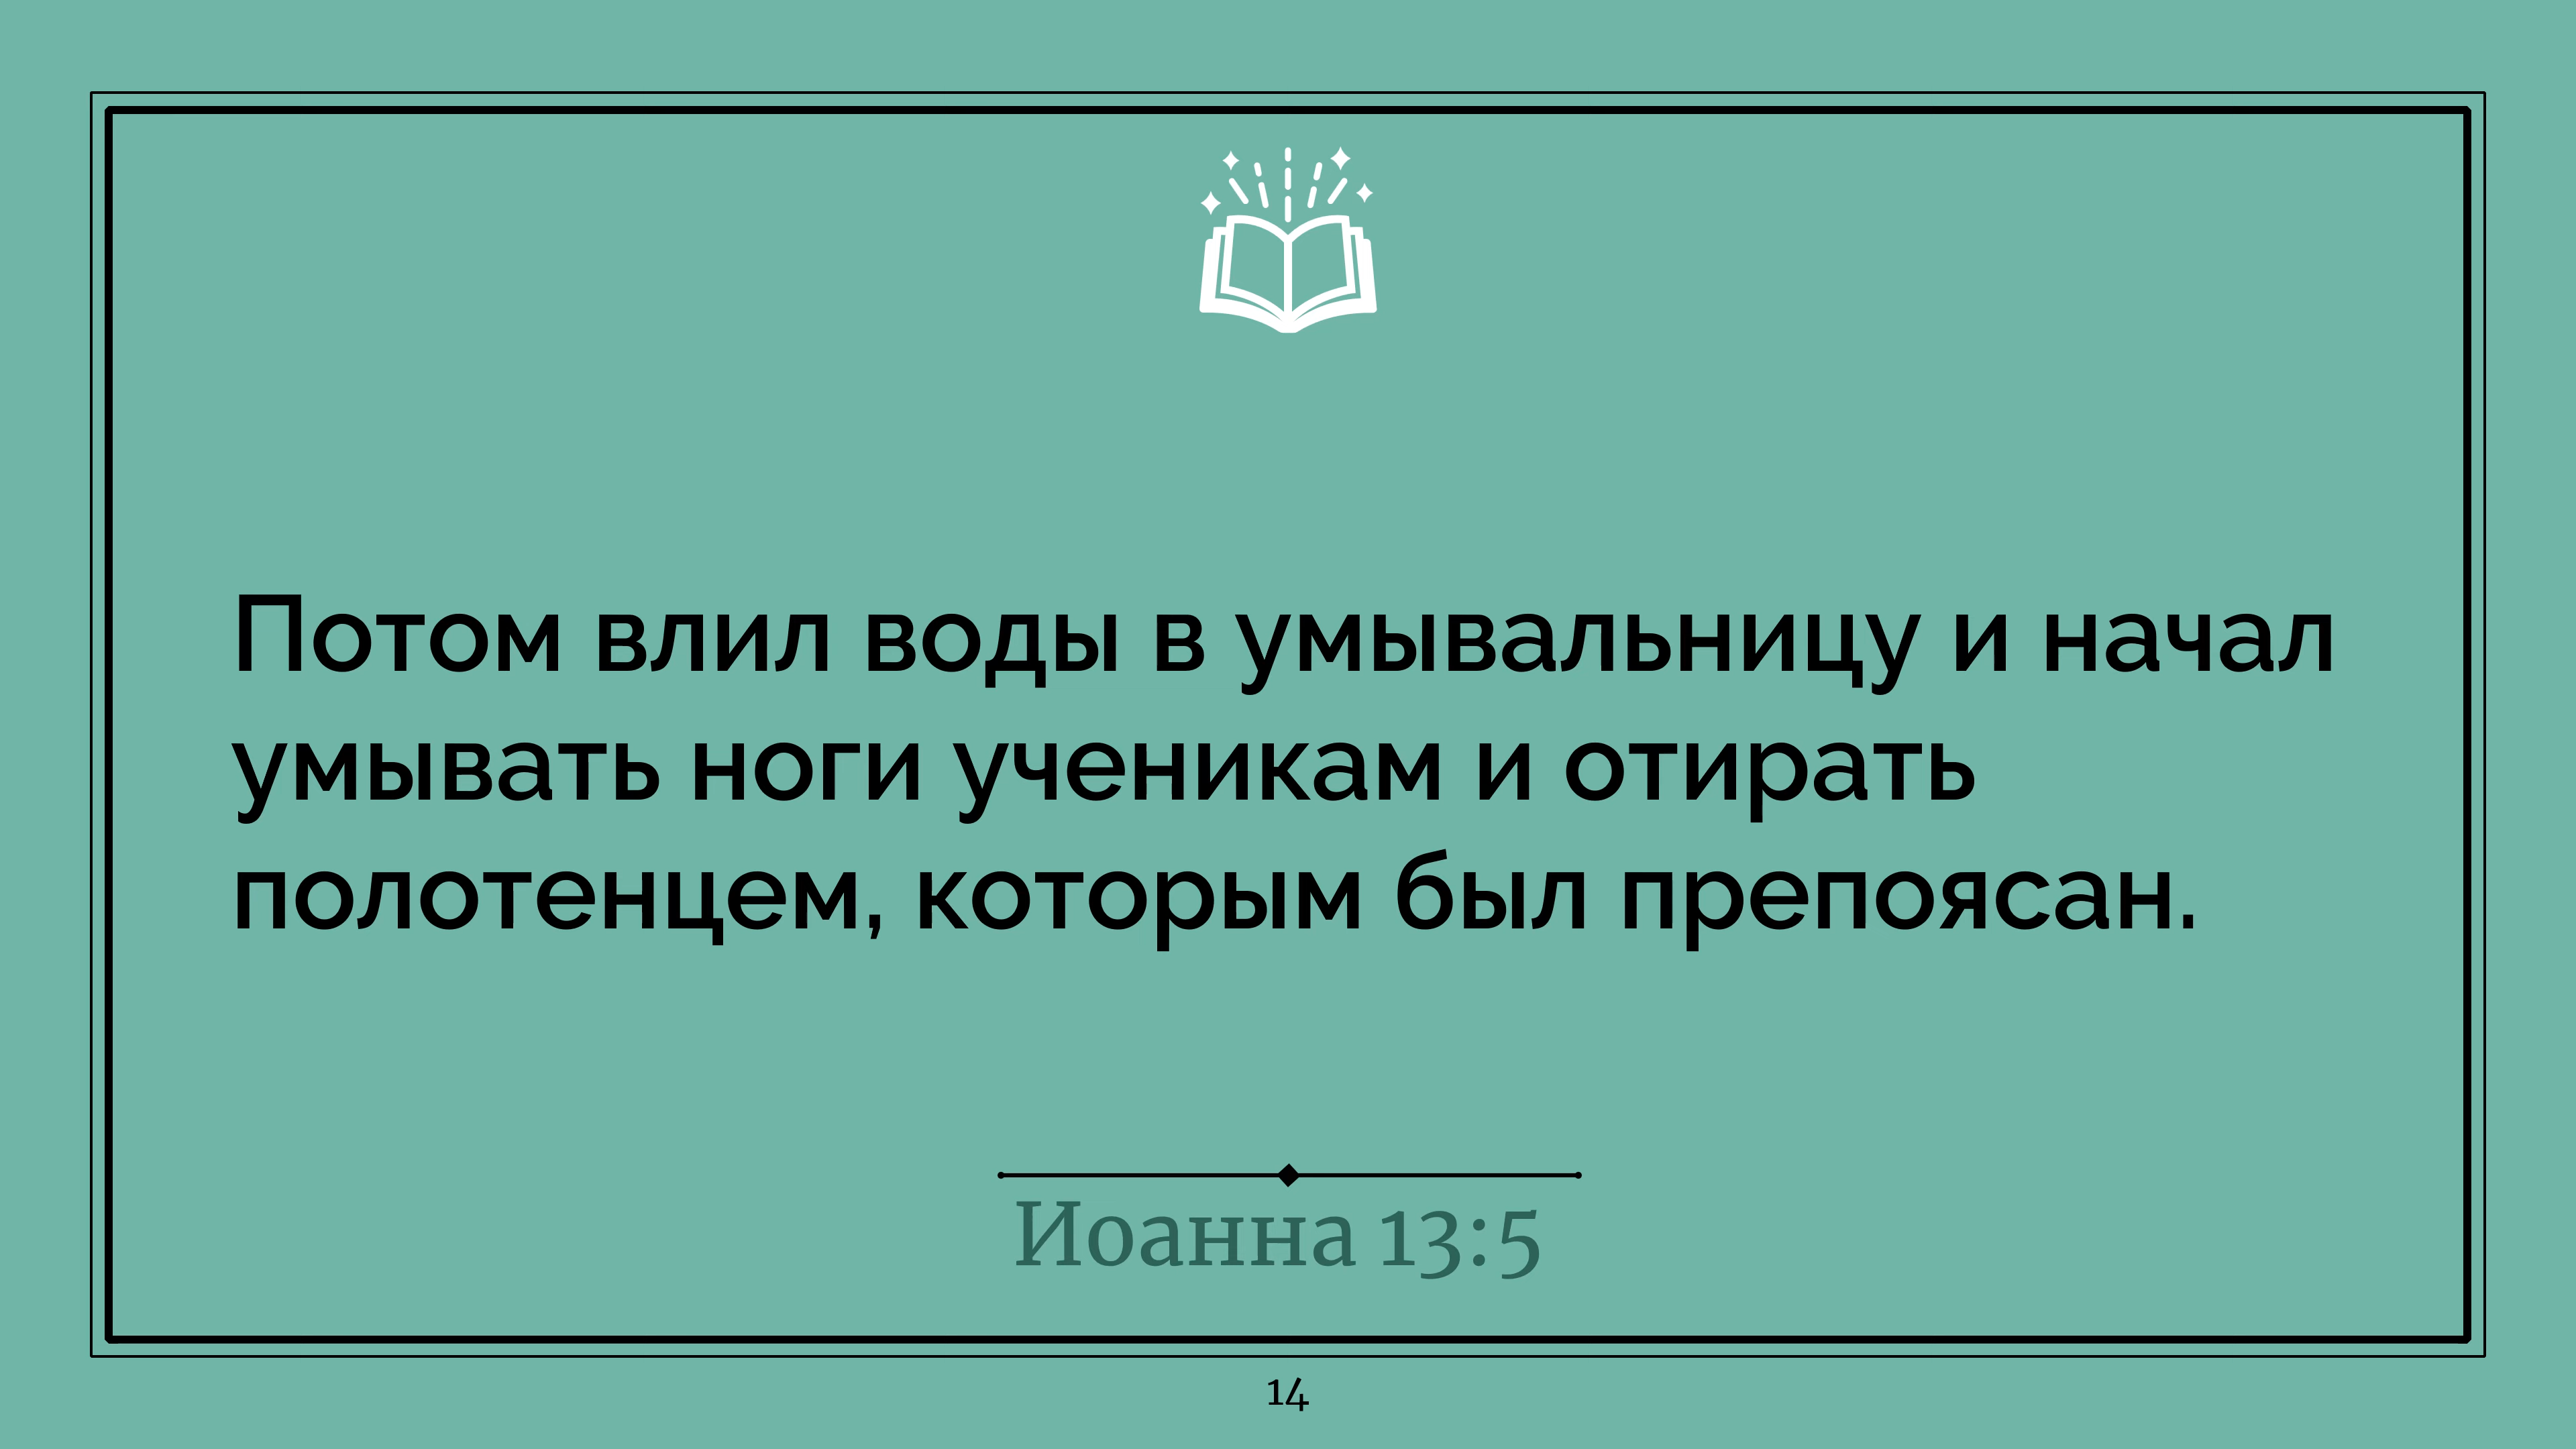 Потом влил воды в умывальницу и начал
умывать ноги ученикам и отирать
полотенцем, которым был препоясан.
Иоанна 13:5
14